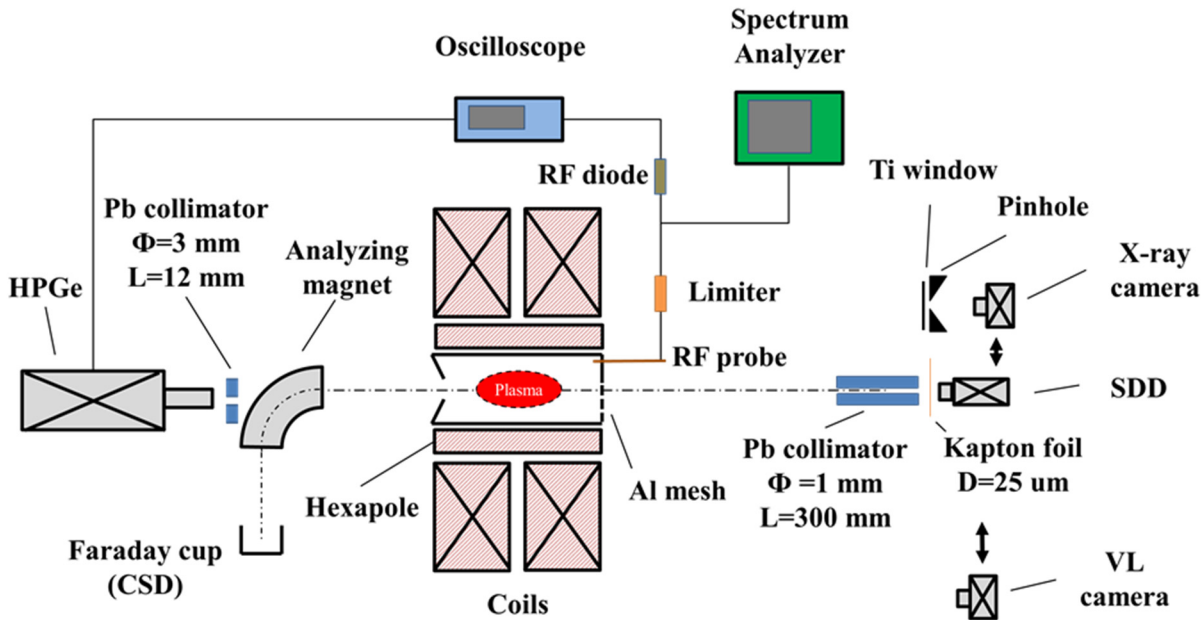 Oscilloscope
Spectrum
Analyzer
RF diode
Ti window
Pinhole
Pb collimator
Φ=3 mm
L=12 mm
Analyzing
magnet
HPGe
Limiter
X-ray
camera
RF probe
Plasma
SDD
Pb collimator
Φ =1 mm
L=300 mm
Kapton foil
D=25 um
Hexapole
Al mesh
Faraday cup
(CSD)
Coils
VL
camera